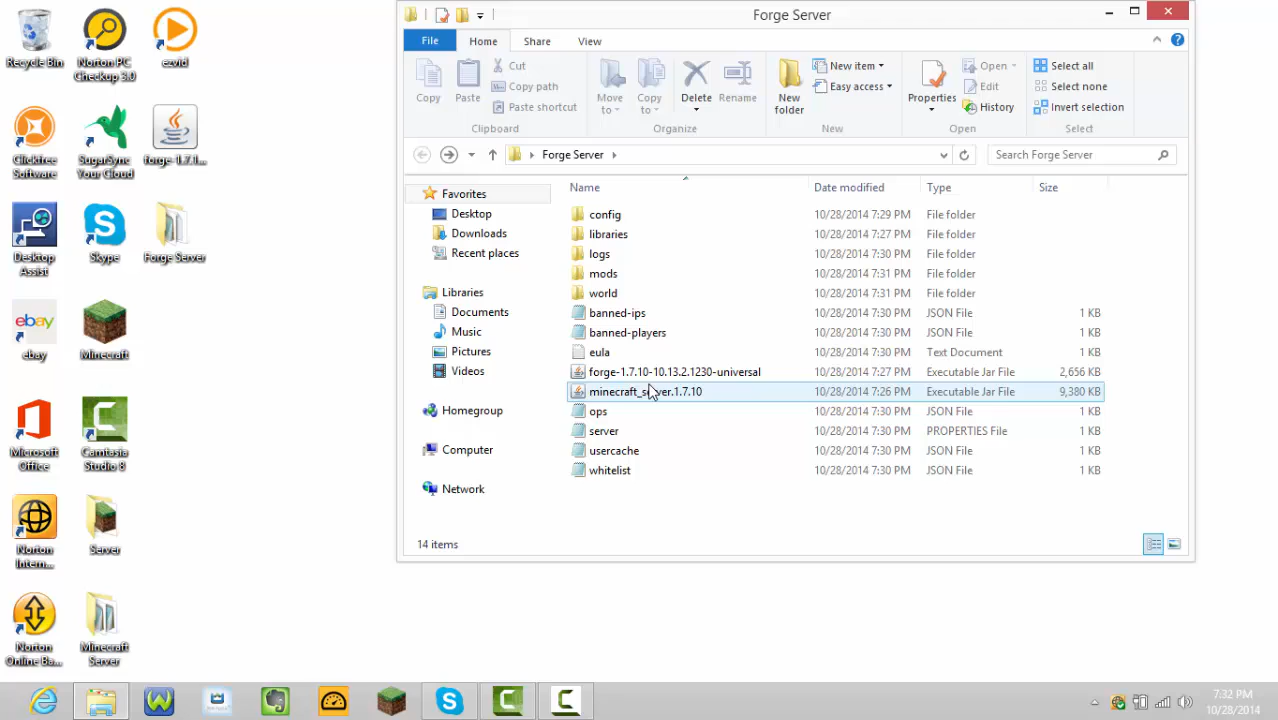 Recycle Bin
Norton PC
Checkup 3.0
ezvid
Clickfree
Software
SugarSync
Your Cloud
forge-1.7.1...
Desktop
Assist
Skype
Forge Server
ebay
ebay
Minecraft
Microsoft
Office
Camtasia
Studio 8
Norton
Intern...
Server
Norton
Online Ba...
Minecraft
Server
Forge Server
File
Home
Share
View
Copy
Paste
Cut
Copy path
Paste shortcut
Clipboard
Move
to
Copy
to
Delete
Rename
Organize
New
folder
New item
Easy access
New
Properties
Open
Edit
History
Open
Select all
Select none
Invert selection
Select
Forge Server
Search Forge Server
Favorites
Desktop
Downloads
Recent places
Libraries
Documents
Music
Pictures
Videos
Homegroup
Computer
Network
Name Date modified Type Size
config 10/28/2014 7:29 PM File folder
libraries 10/28/2014 7:27 PM File folder
logs 10/28/2014 7:30 PM File folder
mods 10/28/2014 7:31 PM File folder
world 10/28/2014 7:31 PM File folder
banned-ips 10/28/2014 7:30 PM JSON File 1 KB
banned-players 10/28/2014 7:30 PM JSON File 1 KB
eula 10/28/2014 7:30 PM Text Document 1 KB
forge-1.7.10-10.13.2.1230-universal 10/28/2014 7:27 PM Executable Jar File 2,656 KB
minecraft_server.1.7.10 10/28/2014 7:26 PM Executable Jar File 9,380 KB
ops 10/28/2014 7:30 PM JSON File 1 KB
server 10/28/2014 7:30 PM PROPERTIES File 1 KB
usercache 10/28/2014 7:30 PM JSON File 1 KB
whitelist 10/28/2014 7:30 PM JSON File 1 KB
14 items
7:32 PM
10/28/2014